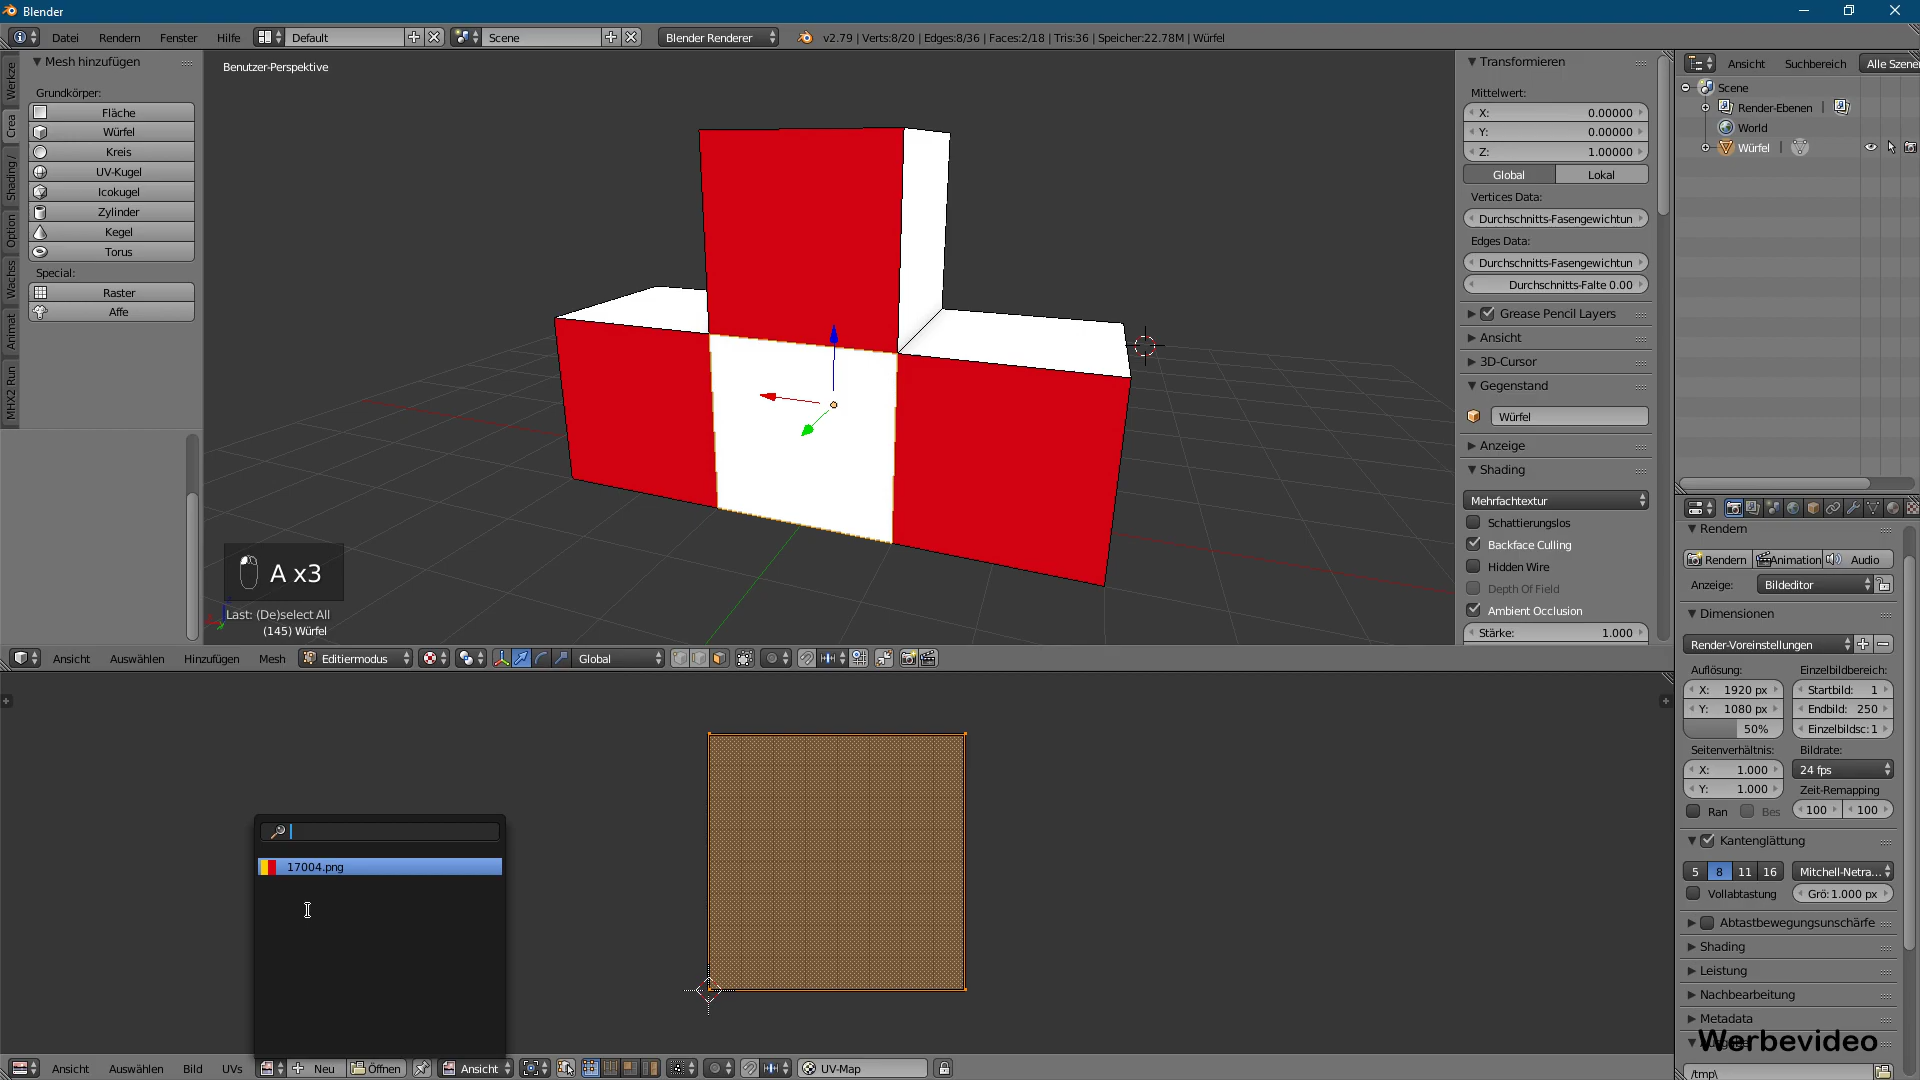 Blender
Datei Rendern Fenster Hilfe Default Scene Blender Renderer v2.79 | Verts:8/20 | Edges:8/36 | Faces:2/18 | Tris:36 | Speicher:22.78M | Würfel
Mesh hinzufügen
Grundkörper:
Fläche
Würfel
Kreis
UV-Kugel
Icokugel
Zylinder
Kegel
Torus
Special:
Raster
Affe
Werkze
Crea
Shading /
Option
Wachss
Animat
MHX2 Run
Benutzer-Perspektive
A x3
Last: (De)select All
(145) Würfel
Transformieren
Mittelwert:
X: 0.00000
Y: 0.00000
Z: 1.00000
Global Lokal
Vertices Data:
Durchschnitts-Fasengewichtun
Edges Data:
Durchschnitts-Fasengewichtun
Durchschnitts-Falte 0.00
Grease Pencil Layers
Ansicht
3D-Cursor
Gegenstand
Würfel
Anzeige
Shading
Mehrfachtextur
Schattierungslos
Backface Culling
Hidden Wire
Depth Of Field
Ambient Occlusion
Stärke: 1.000
Ansicht Suchbereich Alle Szener
Scene
Render-Ebenen |
World
Würfel |
Rendern
Rendern Animation Audio
Anzeige: Bildeditor
Dimensionen
Render-Voreinstellungen
Auflösung: Einzelbildbereich:
X: 1920 px Startbild: 1
Y: 1080 px Endbild: 250
50% Einzelbildsc: 1
Seitenverhältnis: Bildrate:
X: 1.000 24 fps
Y: 1.000 Zeit-Remapping
Ran Bes 100 100
Kantenglättung
5 8 11 16 Mitchell-Netra...
Vollabtastung Grö: 1.000 px
Abtastbewegungsunschärfe
Shading
Leistung
Nachbearbeitung
Metadata
Werbevideo
/tmp\
Ansicht Auswählen Hinzufügen Mesh Editiermodus Global
17004.png
Ansicht Auswählen Bild UVs Neu Öffnen Ansicht UV-Map